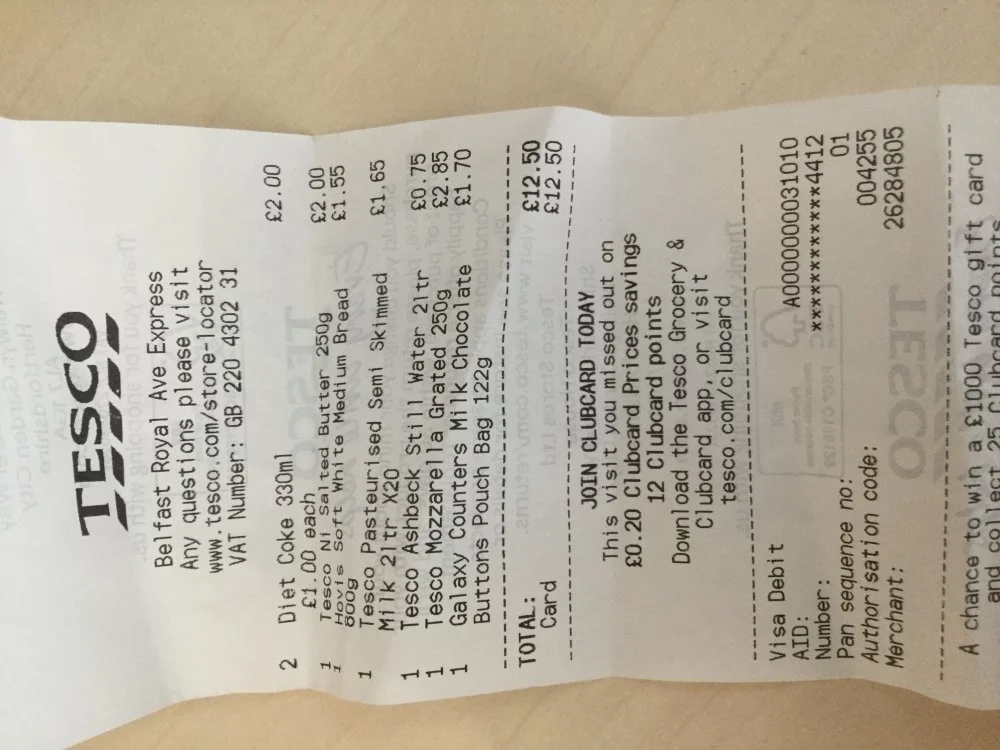 TESCO
Belfast Royal Ave Express
Any questions please visit
www.tesco.com/store-locator
VAT Number: GB 220 4302 31
2 Diet Coke 330ml £2.00
£1.00 each
1 Tesco NI Salted Butter 250g £2.00
1 Hovis Soft White Medium Bread £1.55
800g
1 Tesco Pasteurised Semi Skimmed £1.65
Milk 2ltr X20
1 Tesco Ashbeck Still Water 2ltr £0.75
1 Tesco Mozzarella Grated 250g £2.85
1 Galaxy Counters Milk Chocolate £1.70
Buttons Pouch Bag 122g
TOTAL: £12.50
Card £12.50
JOIN CLUBCARD TODAY
This visit you missed out on
£0.20 Clubcard Prices savings
12 Clubcard points
Download the Tesco Grocery &
Clubcard app, or visit
tesco.com/clubcard
Visa Debit
AID: A0000000031010
Number: ************4412
Pan sequence no: 01
Authorisation code: 004255
Merchant: 26284805
A chance to win a £1000 Tesco gift card
and collect 25 Clubcard points